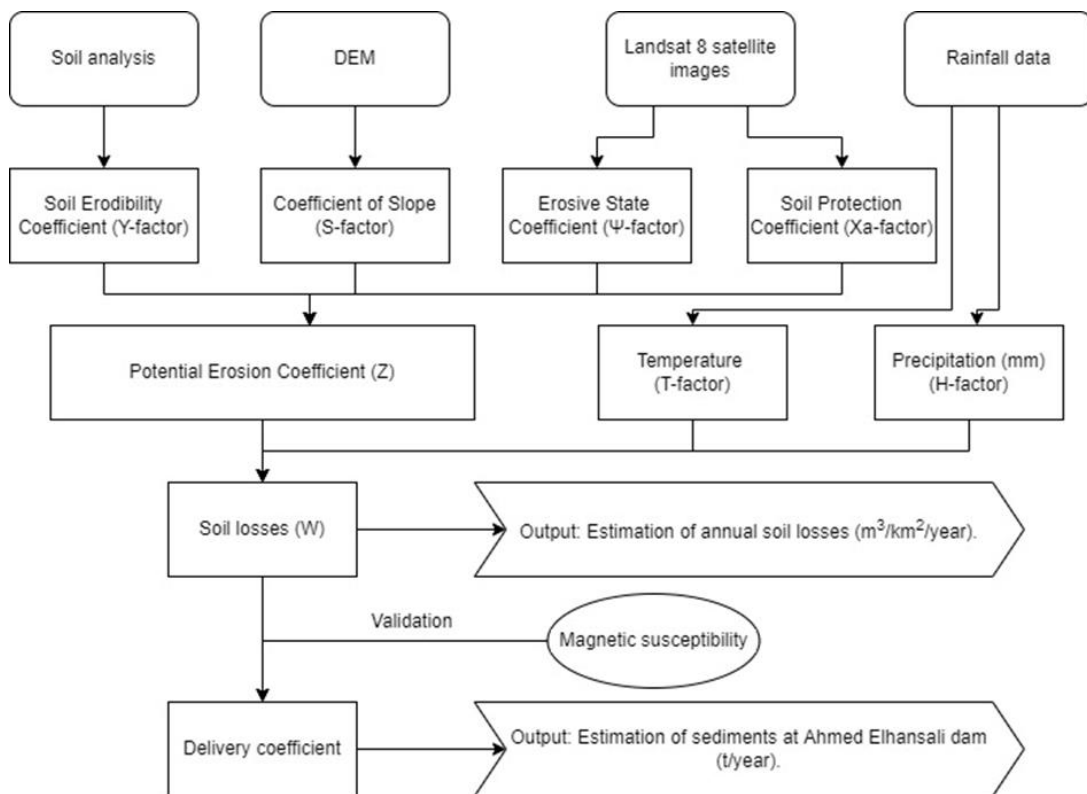 Soil analysis
DEM
Landsat 8 satellite
images
Rainfall data
Soil Erodibility
Coefficient (Y-factor)
Coefficient of Slope
(S-factor)
Erosive State
Coefficient (Ψ-factor)
Soil Protection
Coefficient (Xa-factor)
Potential Erosion Coefficient (Z)
Temperature
(T-factor)
Precipitation (mm)
(H-factor)
Soil losses (W)
Output: Estimation of annual soil losses (m³/km²/year).
Validation
Magnetic susceptibility
Delivery coefficient
Output: Estimation of sediments at Ahmed Elhansali dam
(t/year).